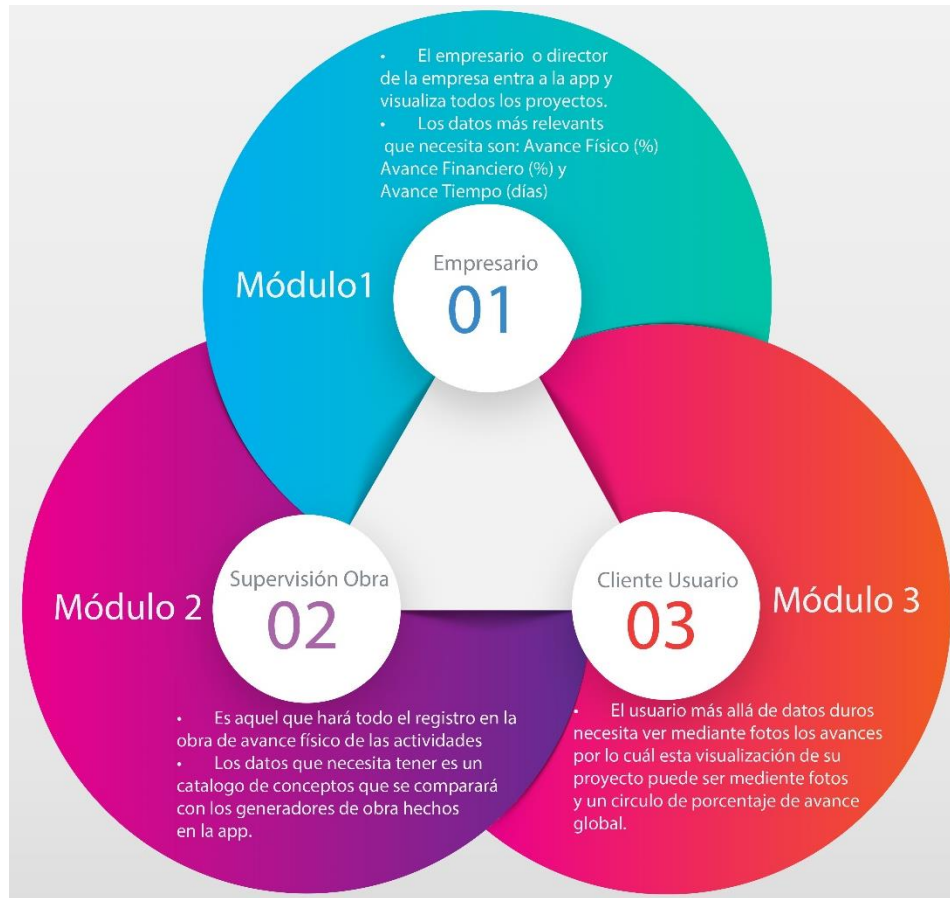 • El empresario o director
de la empresa entra a la app y
visualiza todos los proyectos.
• Los datos más relevants
que necesita son: Avance Físico (%)
Avance Financiero (%) y
Avance Tiempo (días)
Módulo1
Empresario
01
Módulo 2
Supervisión Obra
02
• Es aquel que hará todo el registro en la
obra de avance físico de las actividades
• Los datos que necesita tener es un
catalogo de conceptos que se comparará
con los generadores de obra hechos
en la app.
Cliente Usuario
03
Módulo 3
• El usuario más allá de datos duros
necesita ver mediante fotos los avances
por lo cuál esta visualización de su
proyecto puede ser mediente fotos
y un circulo de porcentaje de avance
global.